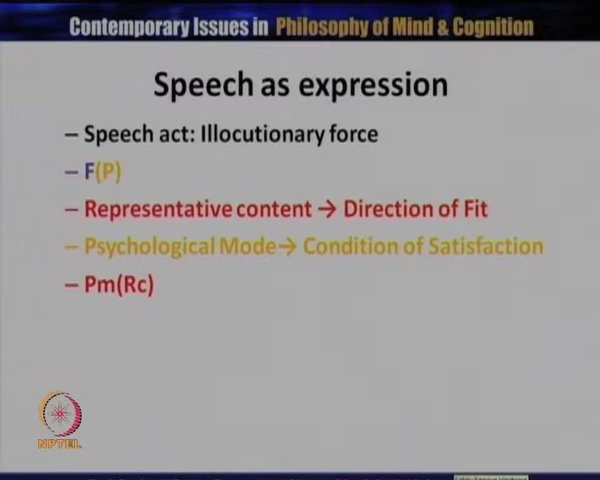 Contemporary Issues in Philosophy of Mind & Cognition
Speech as expression
– Speech act: Illocutionary force
– F(P)
– Representative content → Direction of Fit
– Psychological Mode→ Condition of Satisfaction
– Pm(Rc)
NPTEL